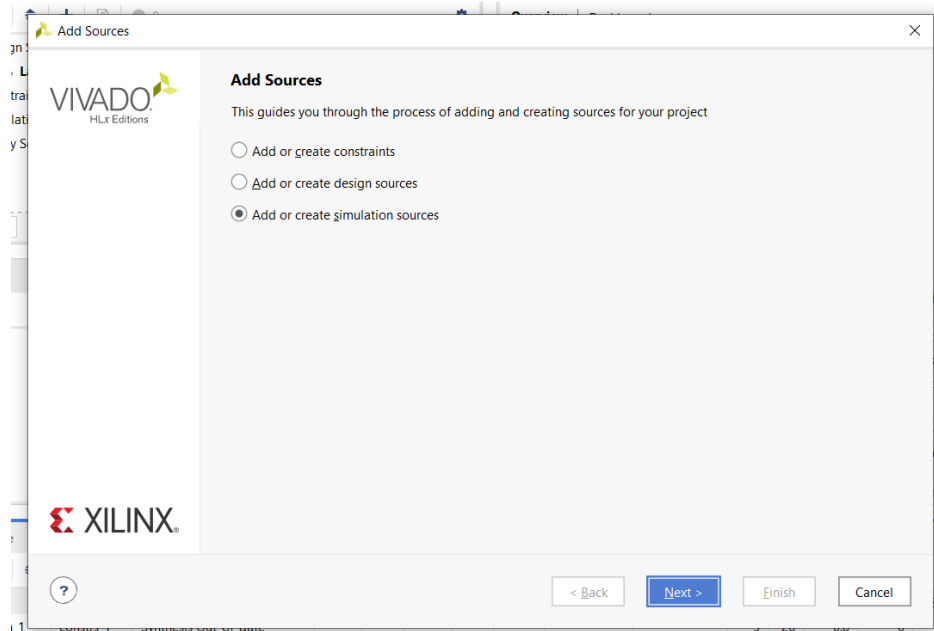 Overview
Add Sources
VIVADO
HLx Editions
Add Sources
This guides you through the process of adding and creating sources for your project
Add or create constraints
Add or create design sources
Add or create simulation sources
XILINX
?
< Back
Next >
Finish
Cancel